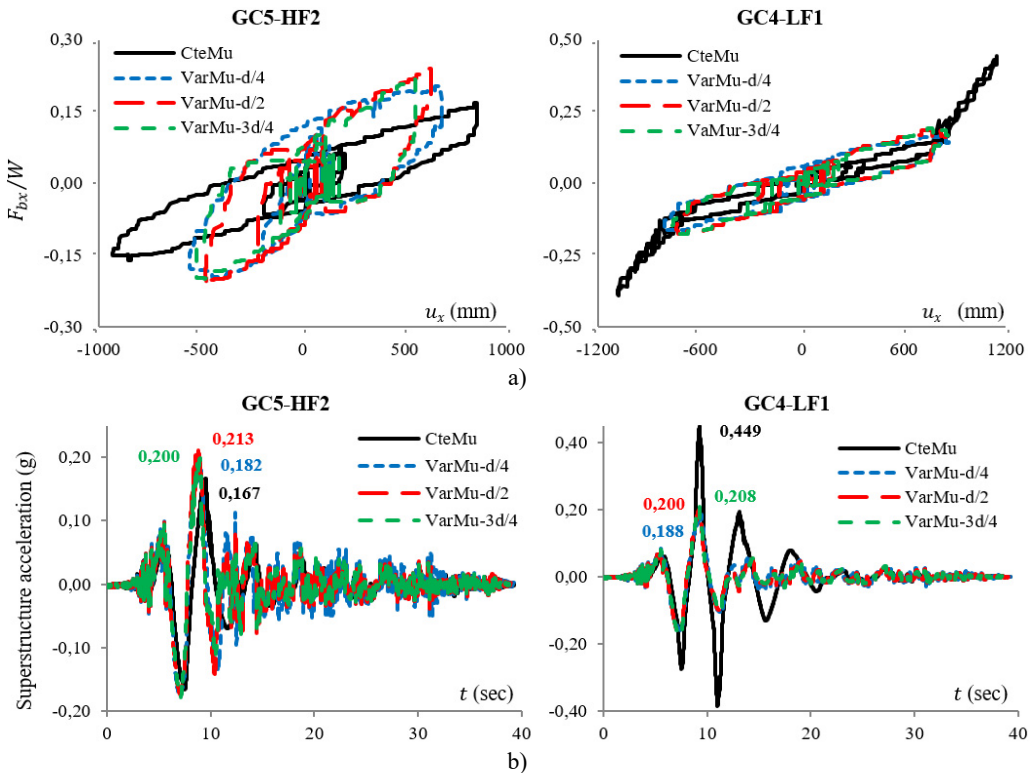 GC5-HF2
0,30
0,15
0,00
-0,15
-0,30
F_bx/W
CteMu
VarMu-d/4
VarMu-d/2
VarMu-3d/4
u_x (mm)
-1000
-500
0
500
1000
GC4-LF1
0,50
0,25
0,00
-0,25
-0,50
CteMu
VarMu-d/4
VarMu-d/2
VaMur-3d/4
u_x (mm)
-1200
-600
0
600
1200
a)
GC5-HF2
Superstructure acceleration (g)
0,20
0,10
0,00
-0,10
-0,20
0,200
0,213
0,182
0,167
CteMu
VarMu-d/4
VarMu-d/2
VarMu-3d/4
t (sec)
0
10
20
30
40
GC4-LF1
0,40
0,20
0,00
-0,20
-0,40
0,449
0,200
0,208
0,188
CteMu
VarMu-d/4
VarMu-d/2
VarMu-3d/4
t (sec)
0
10
20
30
40
b)